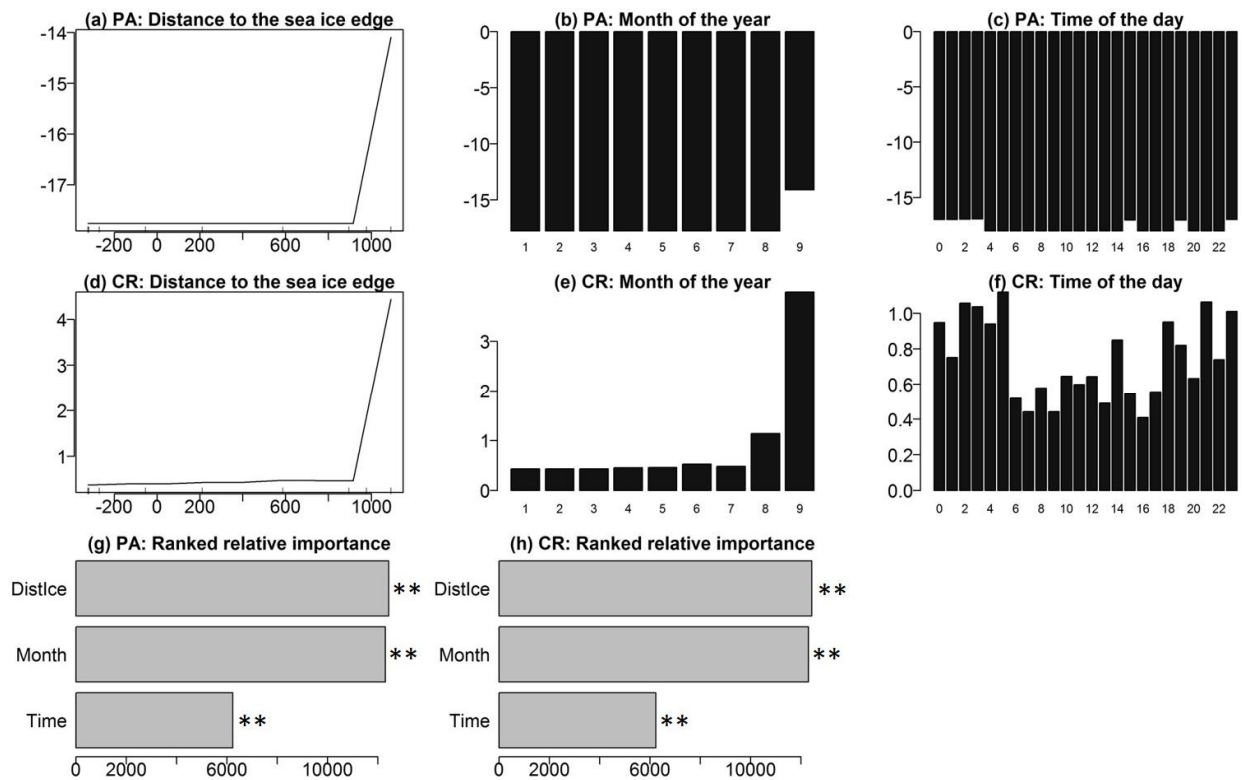 (a) PA: Distance to the sea ice edge
-14
-15
-16
-17
-200 0 200 600 1000
(b) PA: Month of the year
0
-5
-10
-15
1 2 3 4 5 6 7 8 9
(c) PA: Time of the day
0
-5
-10
-15
0 2 4 6 8 10 12 14 16 18 20 22
(d) CR: Distance to the sea ice edge
4
3
2
1
-200 0 200 600 1000
(e) CR: Month of the year
3
2
1
0
1 2 3 4 5 6 7 8 9
(f) CR: Time of the day
1.0
0.8
0.6
0.4
0.2
0.0
0 2 4 6 8 10 12 14 16 18 20 22
(g) PA: Ranked relative importance
DistIce **
Month **
Time **
0 2000 6000 10000
(h) CR: Ranked relative importance
DistIce **
Month **
Time **
0 2000 6000 10000